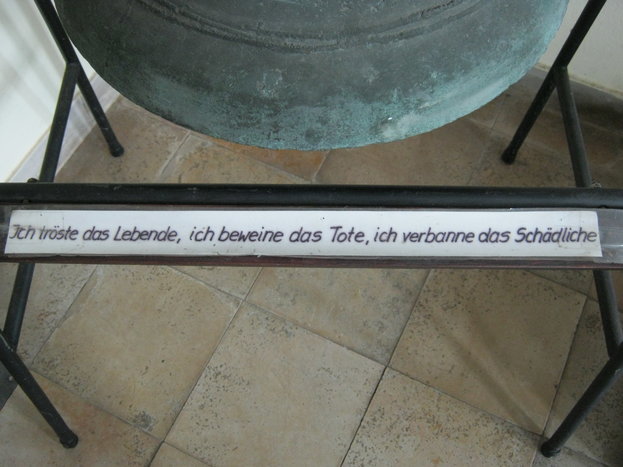 Ich tröste das Lebende, ich beweine das Tote, ich verbanne das Schädliche